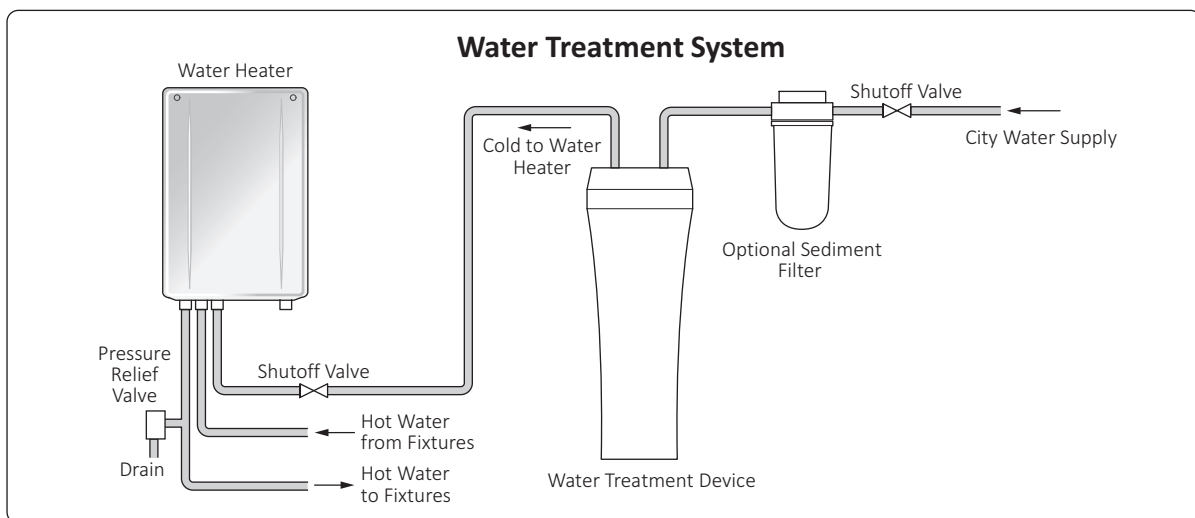 Water Treatment System
Water Heater
Shutoff Valve
City Water Supply
Cold to Water
Heater
Optional Sediment
Filter
Pressure
Relief
Valve
Shutoff Valve
Hot Water
from Fixtures
Drain
Hot Water
to Fixtures
Water Treatment Device